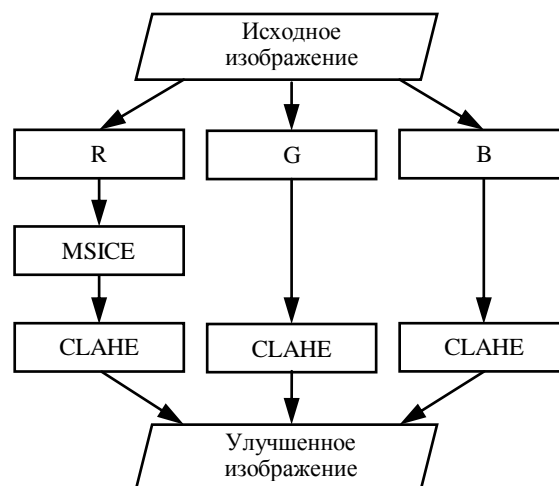 Исходное
изображение
R
G
B
MSICE
CLAHE
CLAHE
CLAHE
Улучшенное
изображение